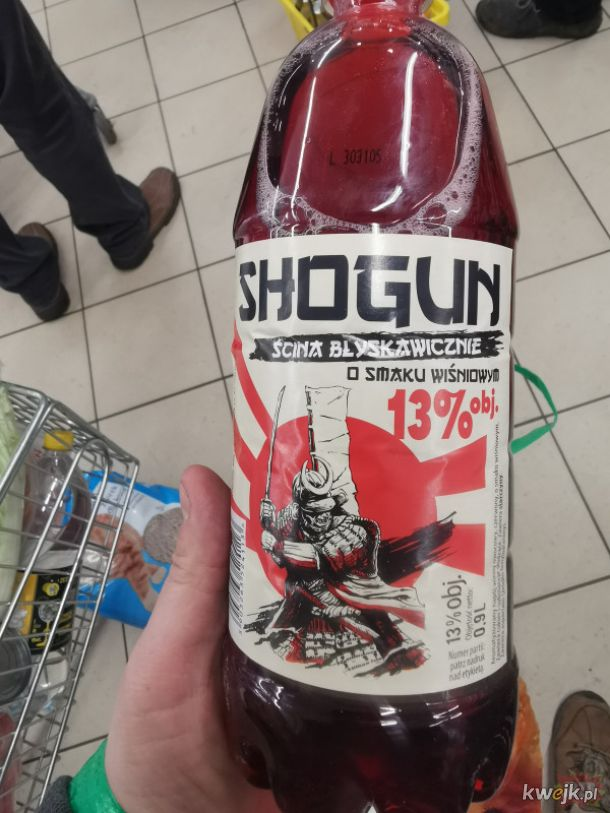 L 303105
SHOGUN
ŚCINA BŁYSKAWICZNIE
O SMAKU WIŚNIOWYM
13% obj.
13% obj.
Objętość netto:
0,9L
Numer partii:
patrz nadruk
nad etykietą.
kwejk.pl